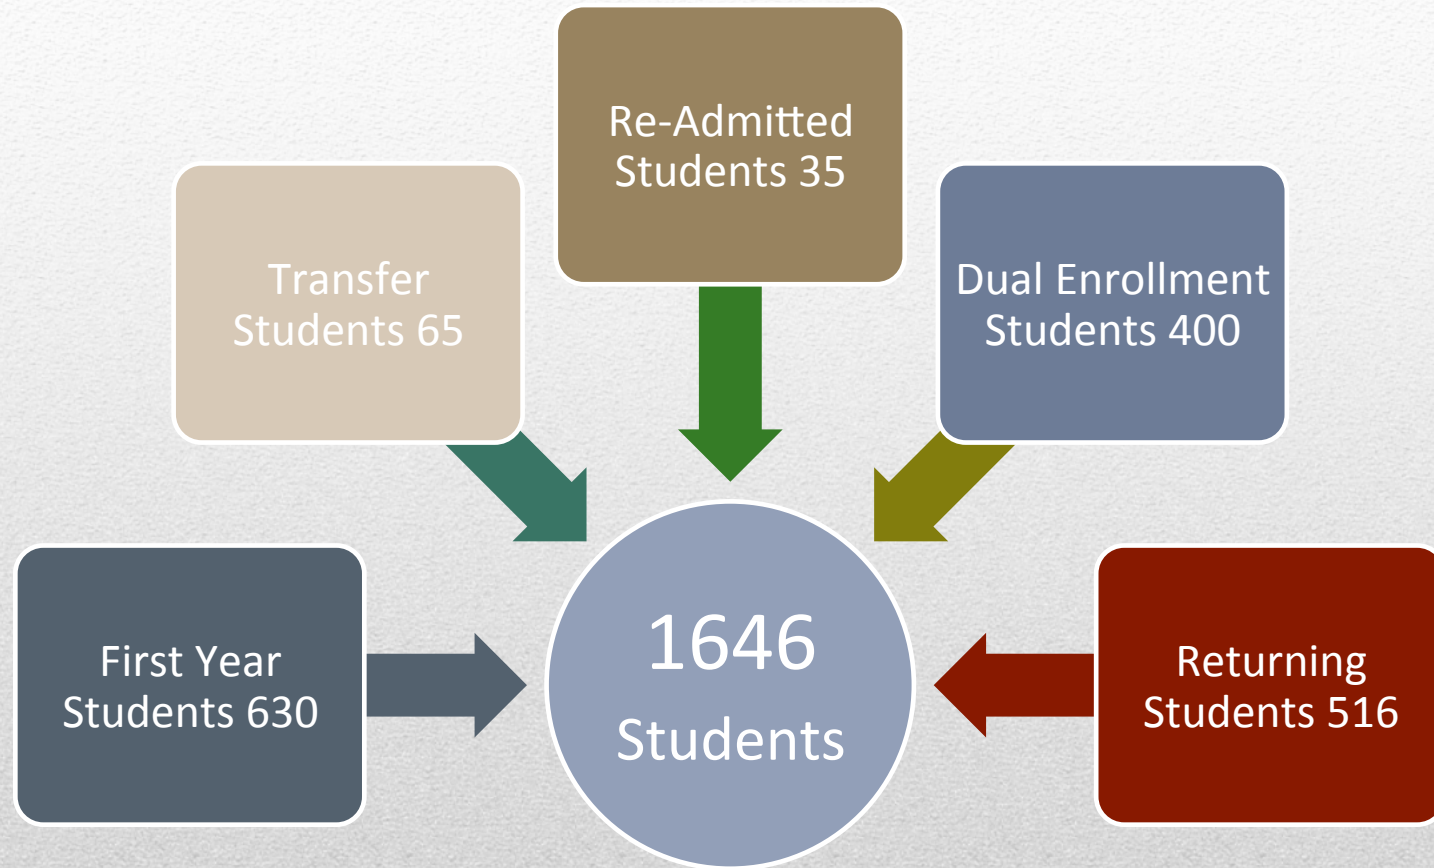 Re-Admitted
Students 35
Transfer
Students 65
Dual Enrollment
Students 400
First Year
Students 630
1646
Students
Returning
Students 516